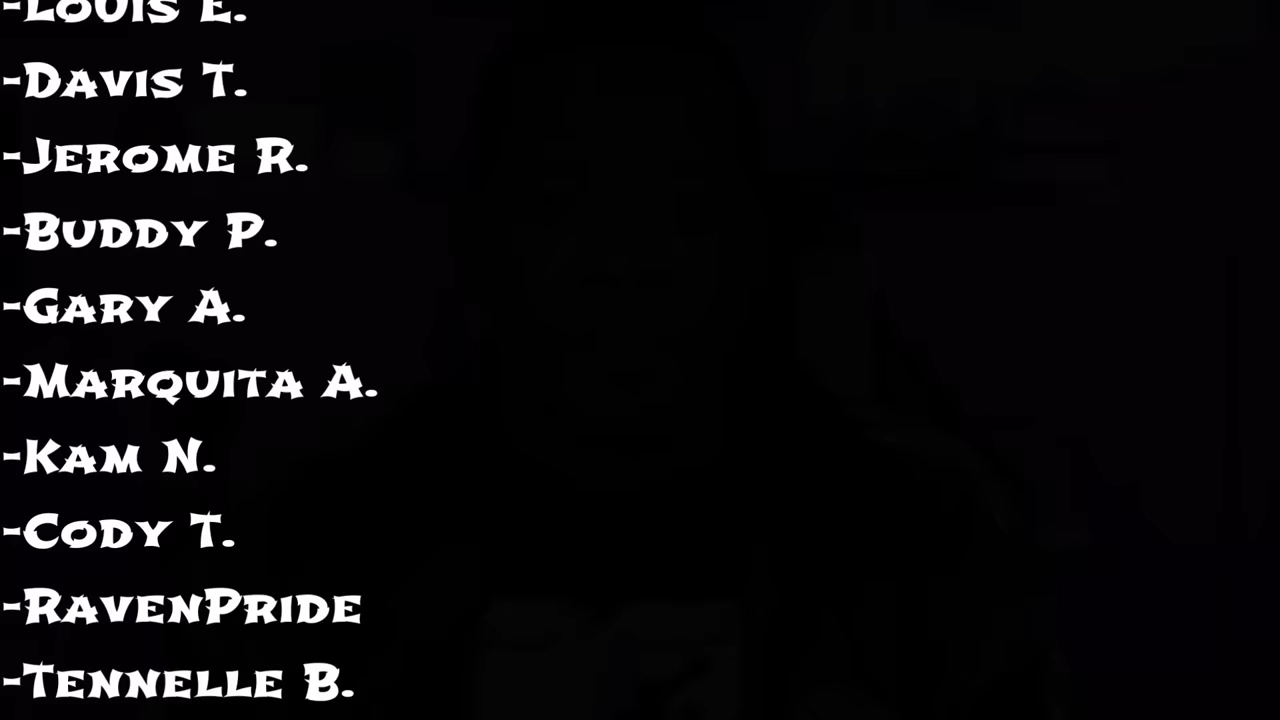 -Louis E.
-Davis T.
-Jerome R.
-Buddy P.
-Gary A.
-Marquita A.
-Kam N.
-Cody T.
-RavenPride
-Tennelle B.